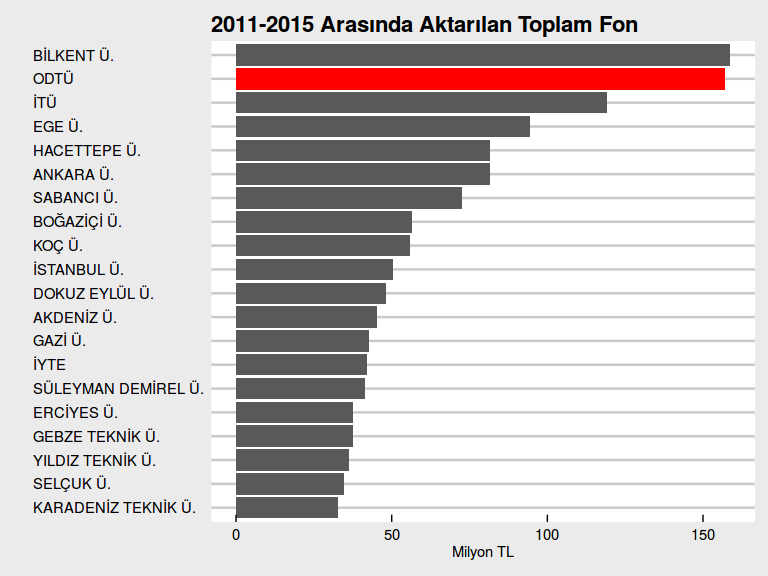 2011-2015 Arasında Aktarılan Toplam Fon
BİLKENT Ü.
ODTÜ
İTÜ
EGE Ü.
HACETTEPE Ü.
ANKARA Ü.
SABANCI Ü.
BOĞAZİÇİ Ü.
KOÇ Ü.
İSTANBUL Ü.
DOKUZ EYLÜL Ü.
AKDENİZ Ü.
GAZİ Ü.
İYTE
SÜLEYMAN DEMİREL Ü.
ERCİYES Ü.
GEBZE TEKNİK Ü.
YILDIZ TEKNİK Ü.
SELÇUK Ü.
KARADENİZ TEKNİK Ü.
0 50 100 150
Milyon TL